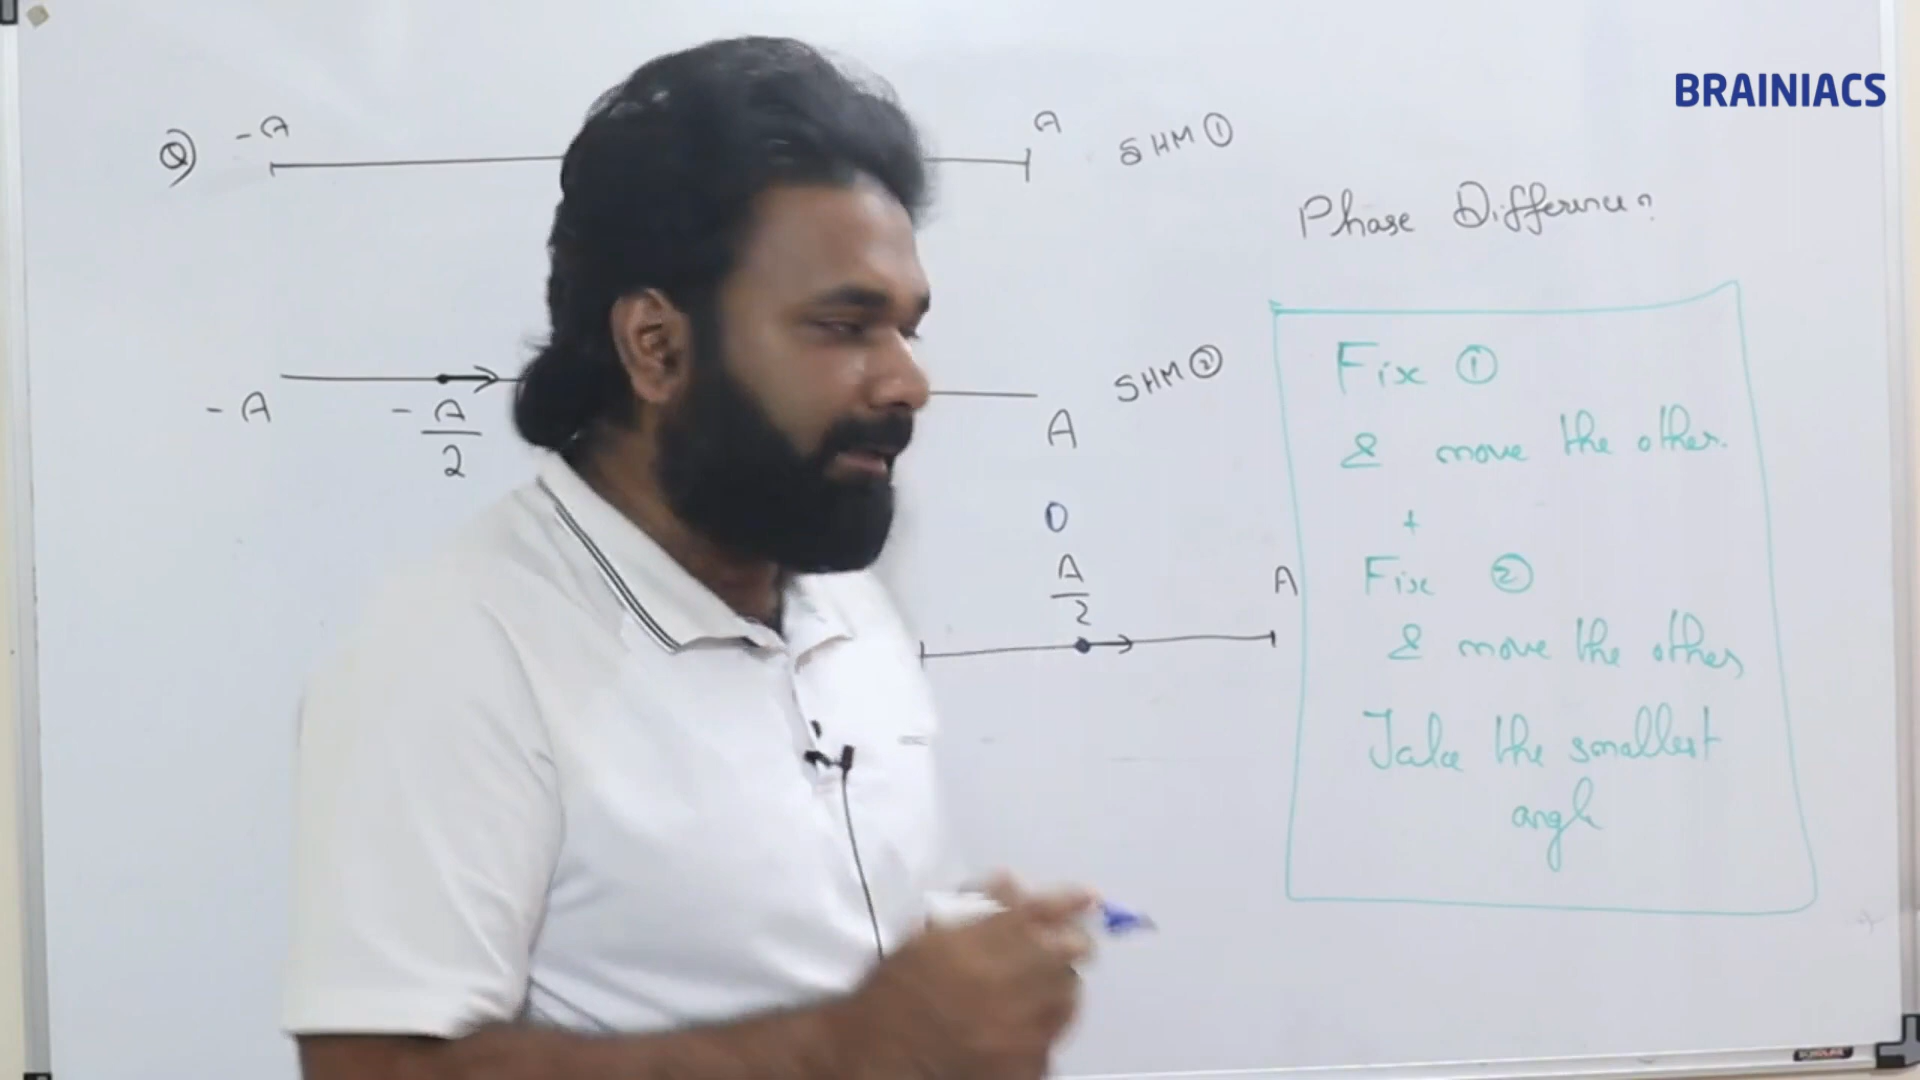 BRAINIACS
Q) -A A SHM ①
Phase Difference?
-A -A/2 A SHM ②
0
A/2 A
Fix ①
& move the other.
+
Fix ②
& move the other,
Take the smallest
angle